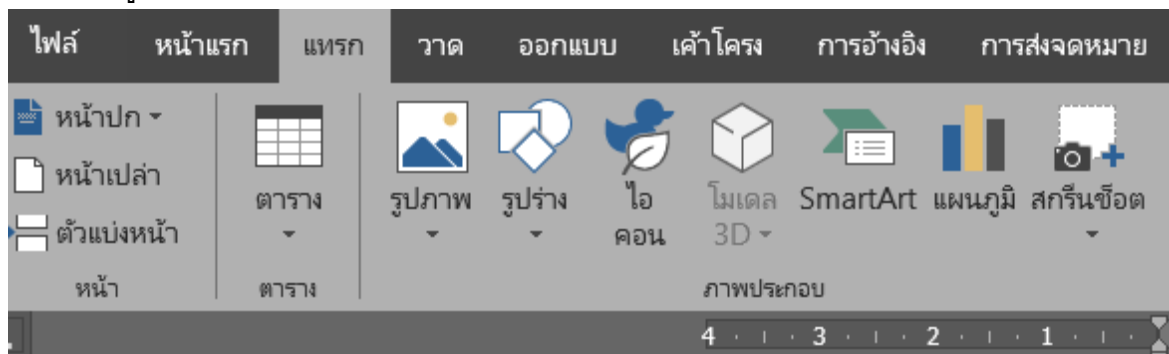 ไฟล์ หน้าแรก แทรก วาด ออกแบบ เค้าโครง การอ้างอิง การส่งจดหมาย
หน้าปก
หน้าเปล่า
ตัวแบ่งหน้า
หน้า
ตาราง
ตาราง
รูปภาพ รูปร่าง ไอ
คอน
โมเดล
3D
SmartArt แผนภูมิ สกรีนช็อต
ภาพประกอบ
4 3 2 1